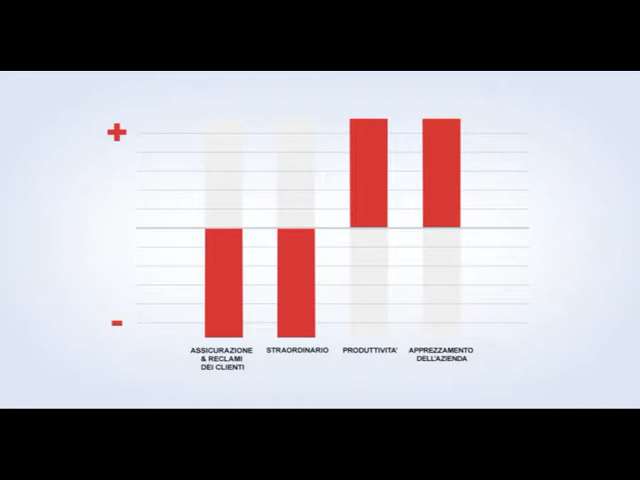 +
-
ASSICURAZIONE
& RECLAMI
DEI CLIENTI
STRAORDINARIO
PRODUTTIVITA'
APPREZZAMENTO
DELL'AZIENDA